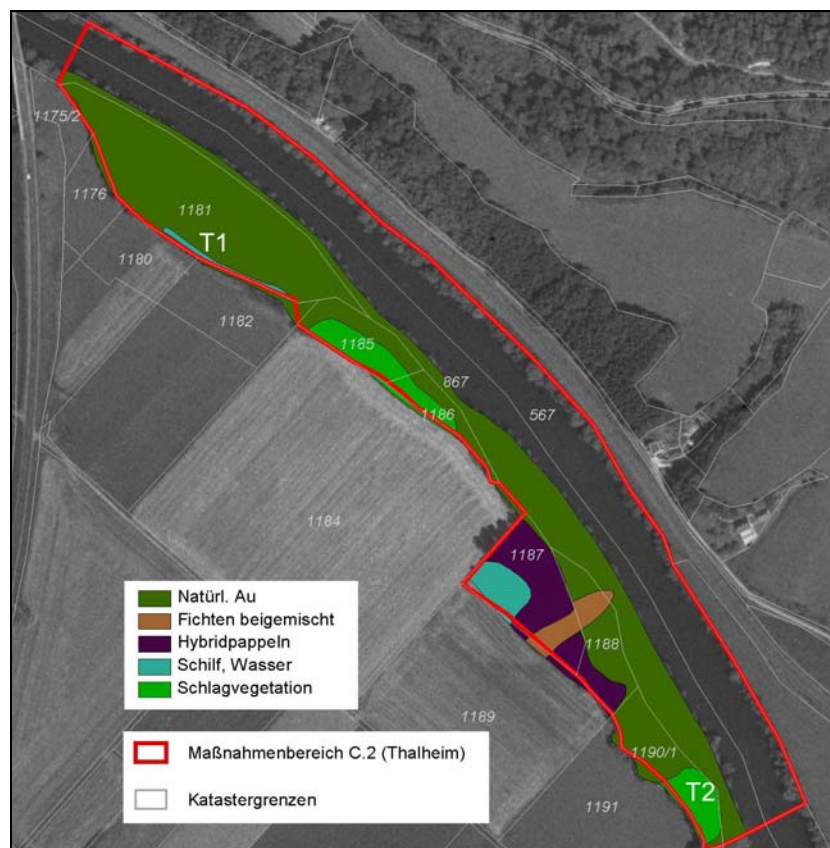 1175/2
1176
1181
T1
1180
1182
1185
867
1186
567
1184
1187
1188
1189
1190/1
T2
1191
Natürl. Au
Fichten beigemischt
Hybridpappeln
Schilf, Wasser
Schlagvegetation
Maßnahmenbereich C.2 (Thalheim)
Katastergrenzen